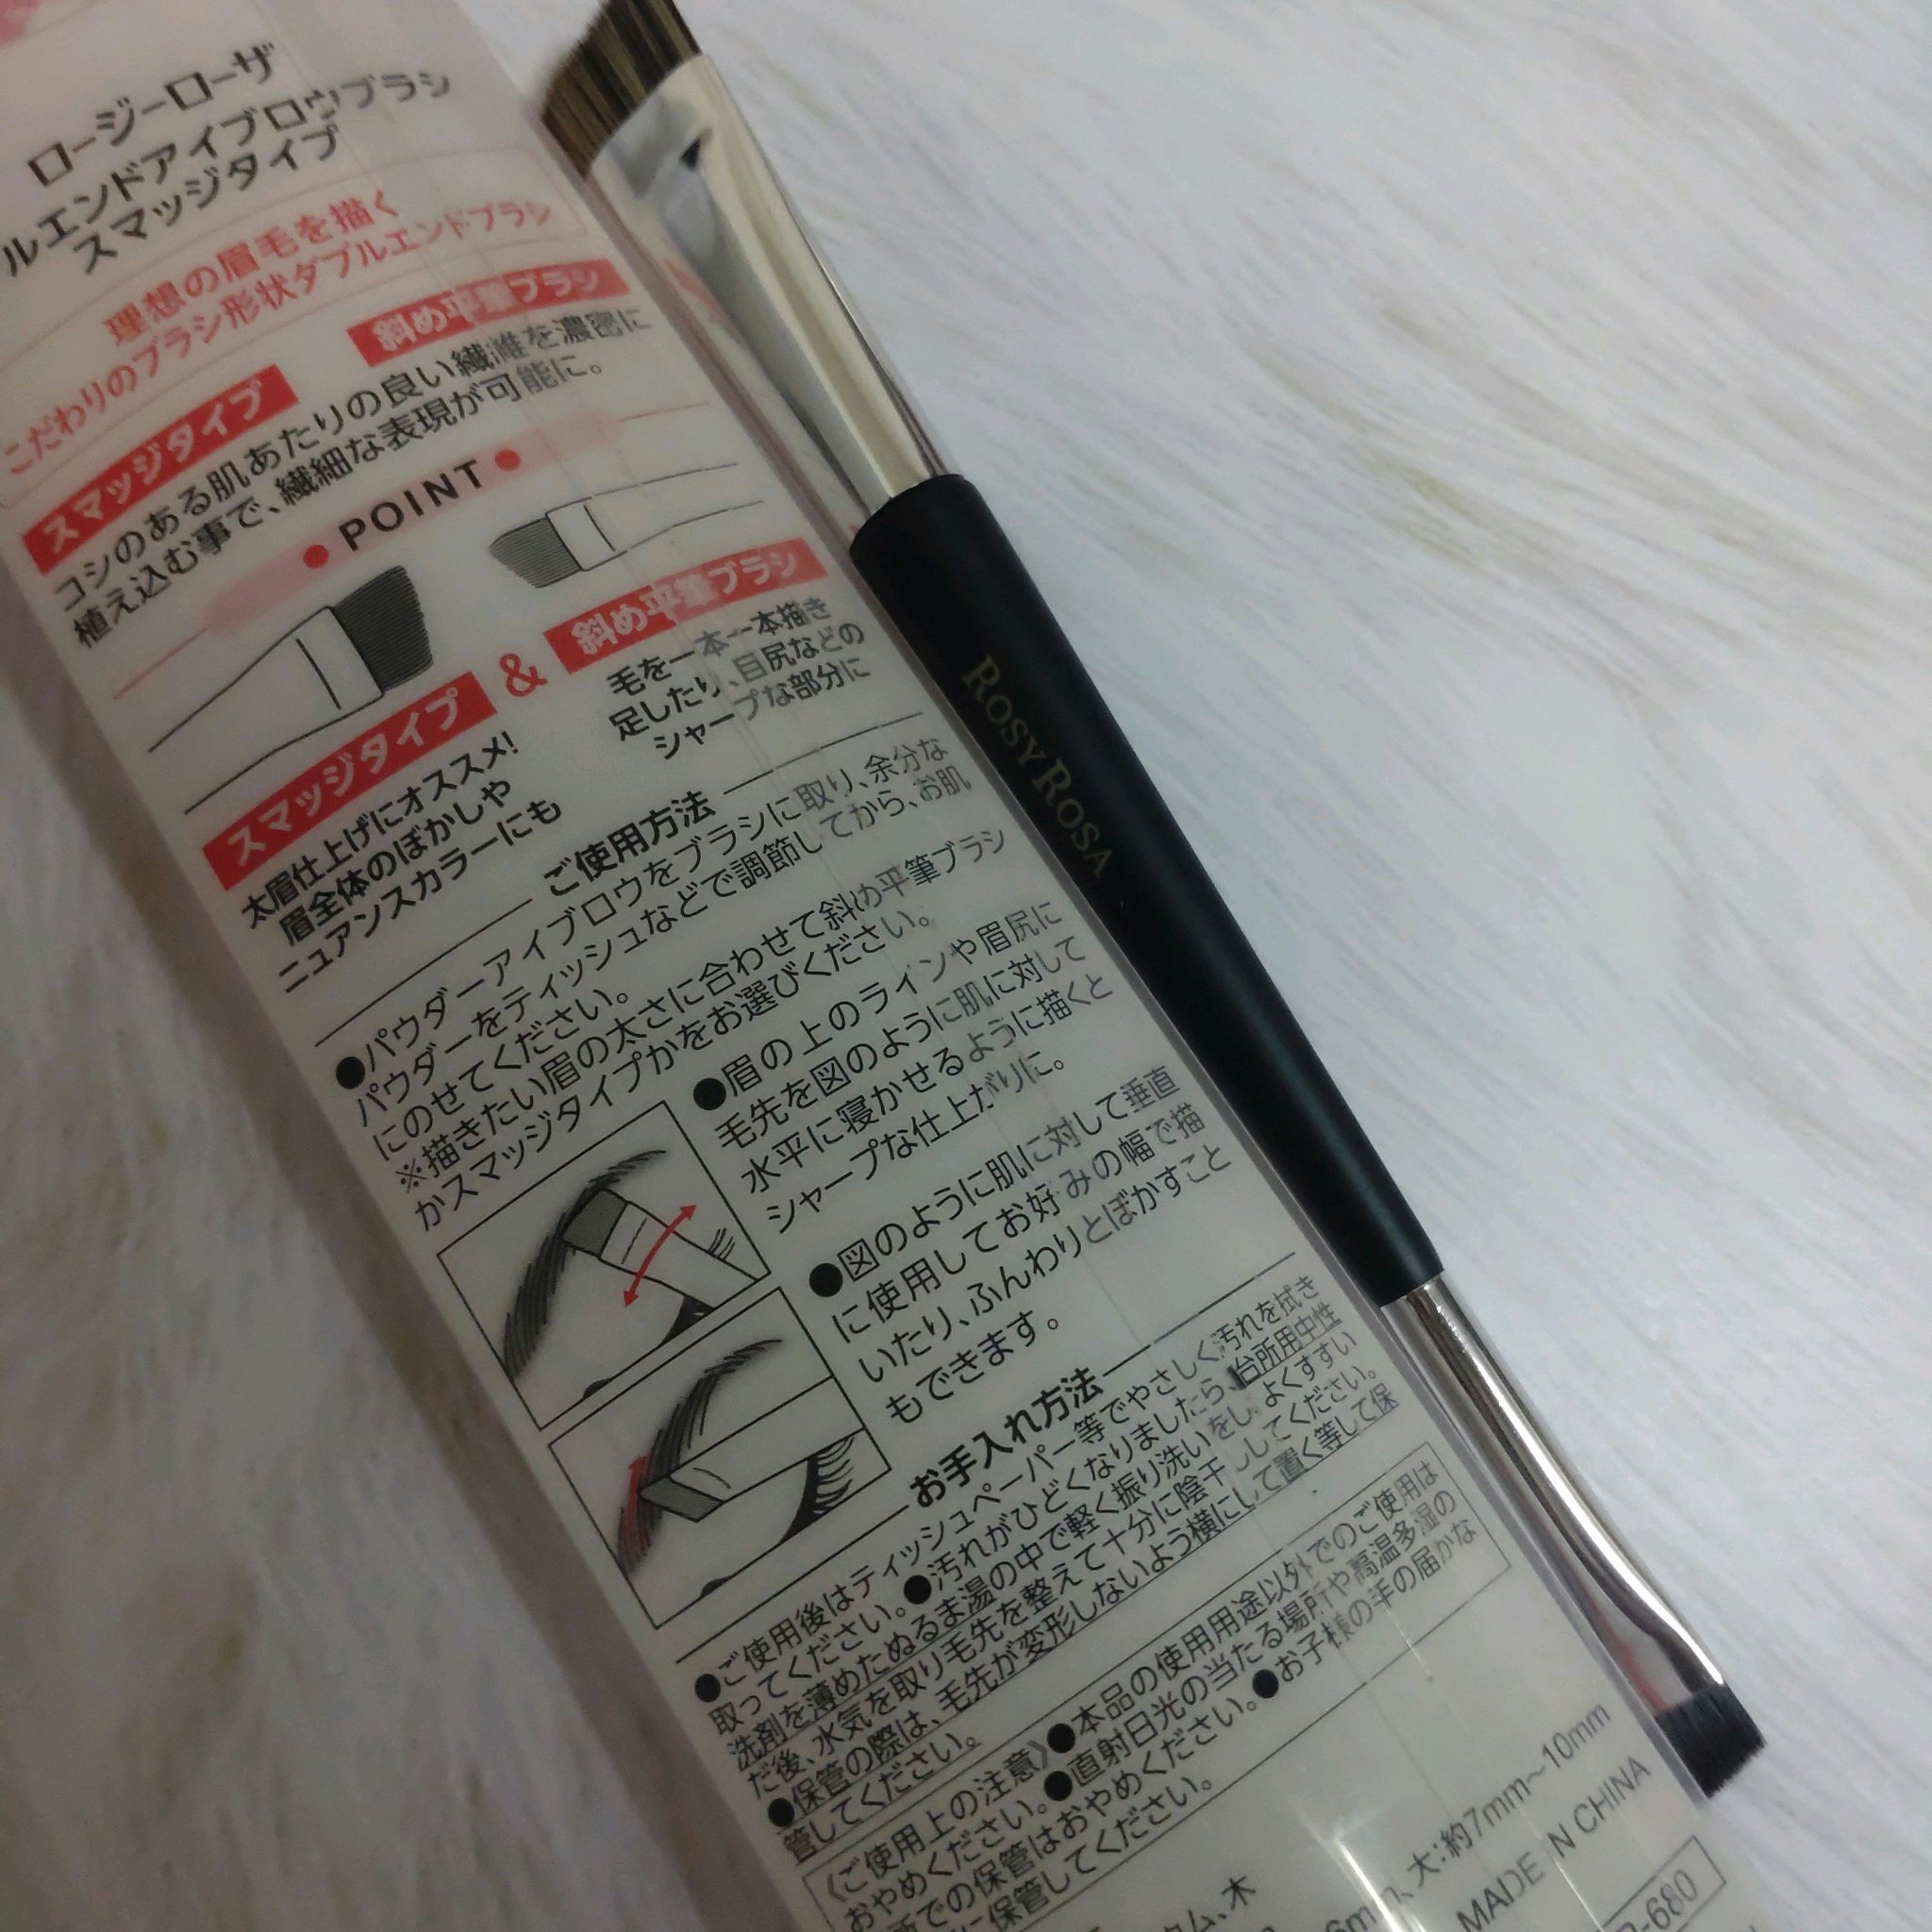 ロージーローザ
ルエンドアイブロウブラシ
スマッジタイプ
理想の眉毛を描く
こだわりのブラシ形状ダブルエンドブラシ
スマッジタイプ
斜め平筆ブラシ
コシのある肌あたりの良い繊維を濃密に
植え込む事で、繊細な表現が可能に。
●POINT●
スマッジタイプ & 斜め平筆ブラシ
太眉仕上げにオススメ!
眉全体のぼかしや
ニュアンスカラーにも
毛を一本一本描き
足したり、目尻などの
シャープな部分に
ご使用方法
●パウダーアイブロウをブラシに取り、余分な
パウダーをティッシュなどで調節してから、お肌
にのせてください。
※描きたい眉の太さに合わせて斜め平筆ブラシ
かスマッジタイプかをお選びください。
●眉の上のラインや眉尻に
毛先を図のように肌に対して
水平に寝かせるように描くと
シャープな仕上がりに。
●図のように肌に対して垂直
に使用してお好みの幅で描
いたり、ふんわりとぼかすこと
もできます。
お手入れ方法
●ご使用後はティッシュペーパー等でやさしく汚れを拭き
取ってください。●汚れがひどくなりましたら、台所用中性
洗剤を薄めたぬるま湯の中で軽く振り洗いをし、よくすすい
だ後、水気を取り毛先を整えて十分に陰干ししてください。
●保管の際は、毛先が変形しないよう横にして置く等して保
管してください。
《ご使用上の注意》●本品の使用用途以外でのご使用は
おやめください。●直射日光の当たる場所や高温多湿の
所での保管はおやめください。●お子様の手の届かな
に保管してください。
ム、木
大:約7mm~10mm
MADE IN CHINA
-680
ROSY ROSA